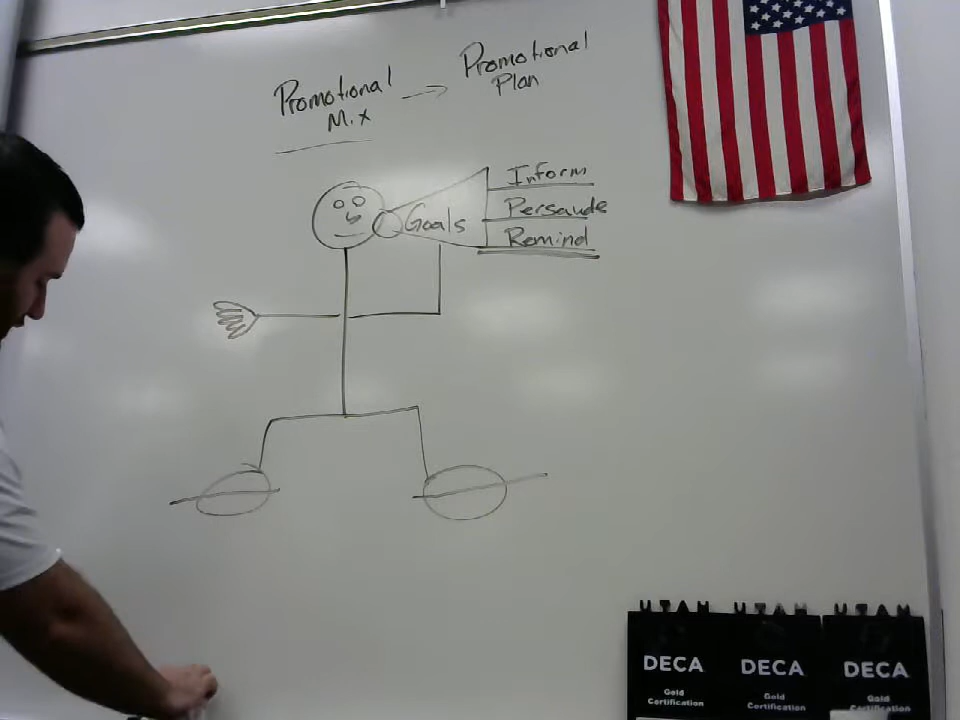 Promotional
Mix
Promotional
Plan
Inform
Goals
Persaude
Remind
UTAH
DECA
Gold
Certification
UTAH
DECA
Gold
Certification
UTAH
DECA
Gold
Certification